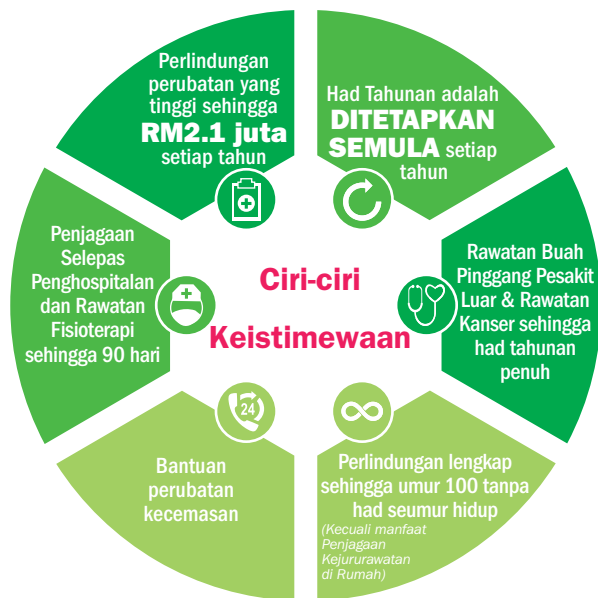 Perlindungan
perubatan yang
tinggi sehingga
RM2.1 juta
setiap tahun
Had Tahunan adalah
DITETAPKAN
SEMULA setiap
tahun
Penjagaan
Selepas
Penghospitalan
dan Rawatan
Fisioterapi
sehingga 90 hari
Ciri-ciri
Keistimewaan
Rawatan Buah
Pinggang Pesakit
Luar & Rawatan
Kanser sehingga
had tahunan
penuh
24
Bantuan
perubatan
kecemasan
Perlindungan lengkap
sehingga umur 100 tanpa
had seumur hidup
(Kecuali manfaat
Penjagaan
Kejururawatan
di Rumah)